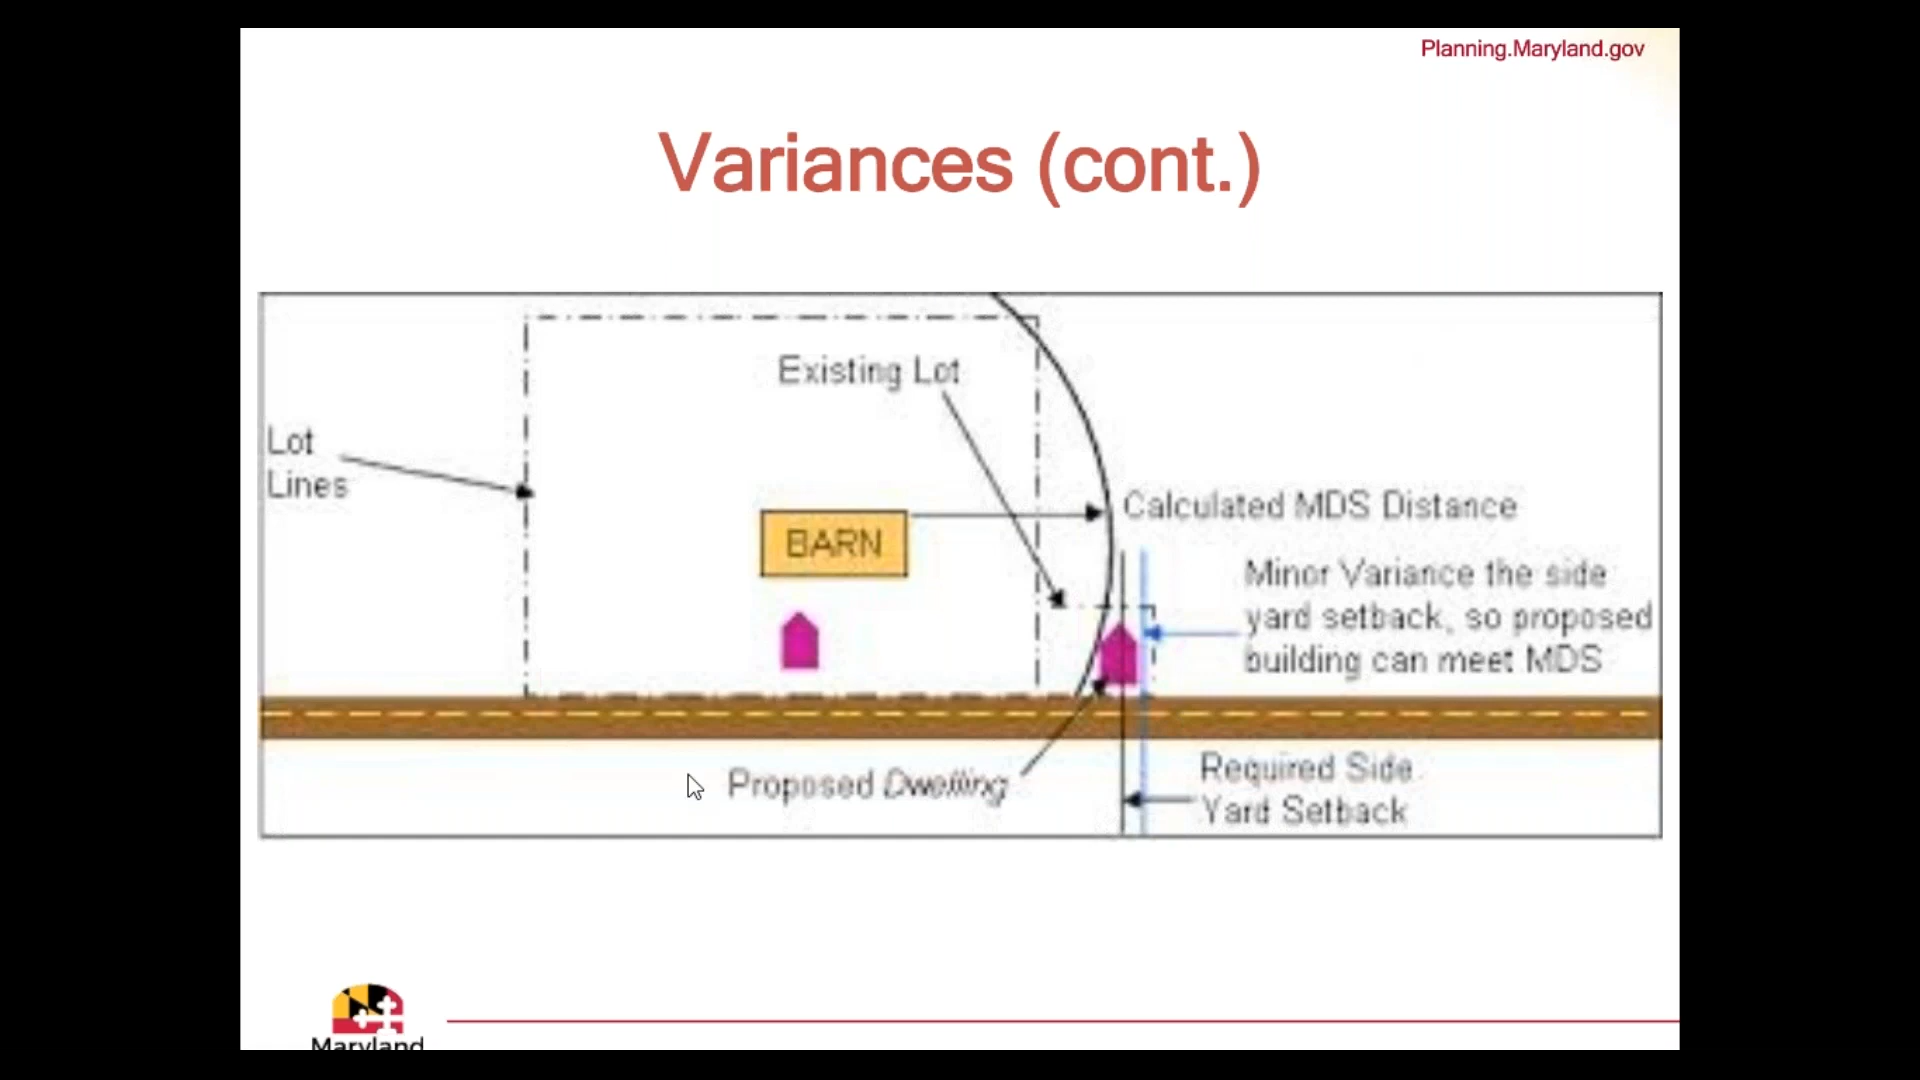 Planning.Maryland.gov
Variances (cont.)
Existing Lot
Lot
Lines
Calculated MDS Distance
BARN
Minor Variance the side
yard setback, so proposed
building can meet MDS
Proposed Dwelling
Required Side
Yard Setback
Maryland